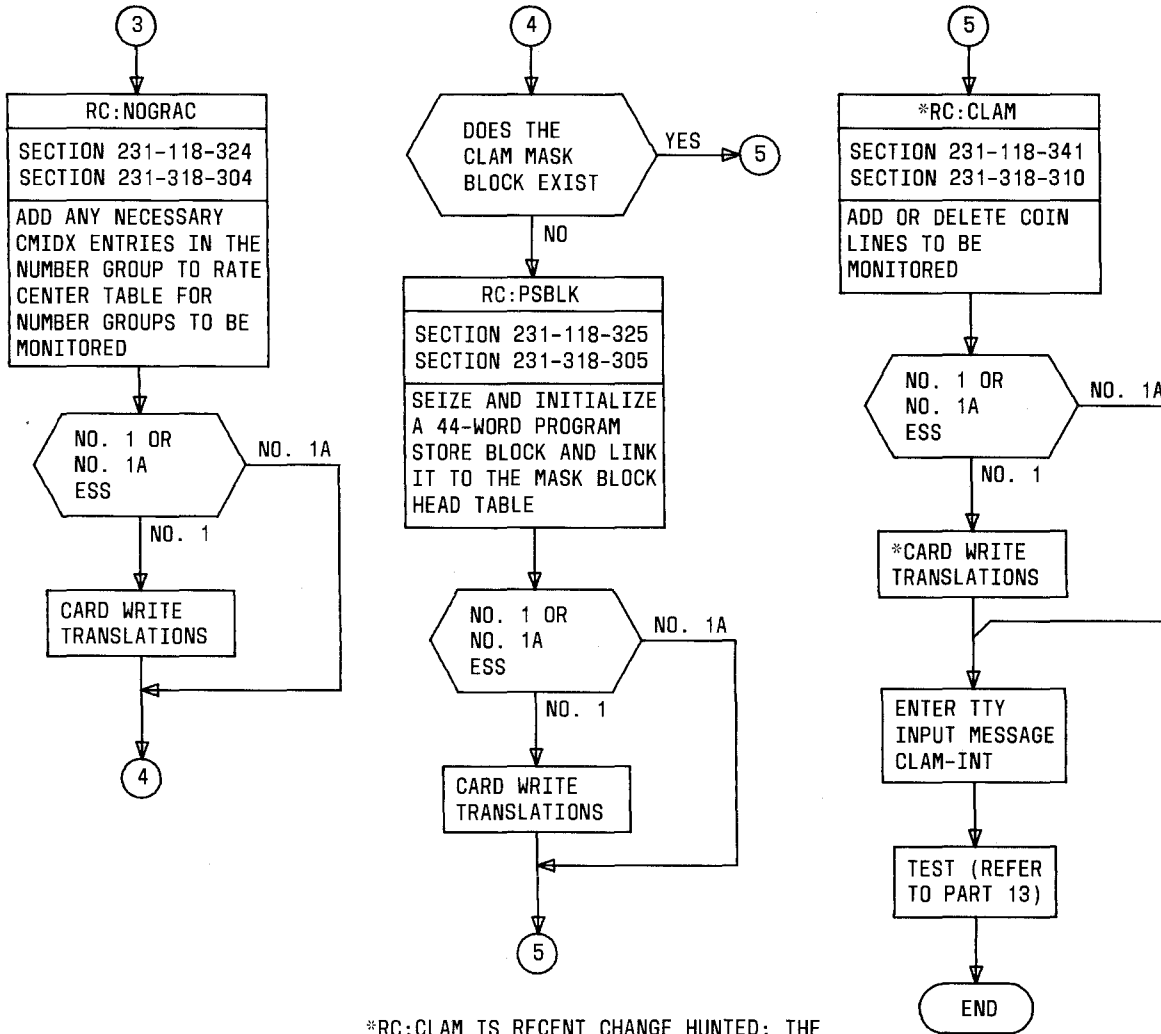 3
RC:NOGRAC
SECTION 231-118-324
SECTION 231-318-304
ADD ANY NECESSARY
CMIDX ENTRIES IN THE
NUMBER GROUP TO RATE
CENTER TABLE FOR
NUMBER GROUPS TO BE
MONITORED
NO. 1 OR
NO. 1A
ESS
NO. 1A
NO. 1
CARD WRITE
TRANSLATIONS
4
4
DOES THE
CLAM MASK
BLOCK EXIST
YES
5
NO
RC:PSBLK
SECTION 231-118-325
SECTION 231-318-305
SEIZE AND INITIALIZE
A 44-WORD PROGRAM
STORE BLOCK AND LINK
IT TO THE MASK BLOCK
HEAD TABLE
NO. 1 OR
NO. 1A
ESS
NO. 1A
NO. 1
CARD WRITE
TRANSLATIONS
5
5
*RC:CLAM
SECTION 231-118-341
SECTION 231-318-310
ADD OR DELETE COIN
LINES TO BE
MONITORED
NO. 1 OR
NO. 1A
ESS
NO. 1A
NO. 1
*CARD WRITE
TRANSLATIONS
ENTER TTY
INPUT MESSAGE
CLAM-INT
TEST (REFER
TO PART 13)
END
*RC:CLAM IS RECENT CHANGE HUNTED; THE